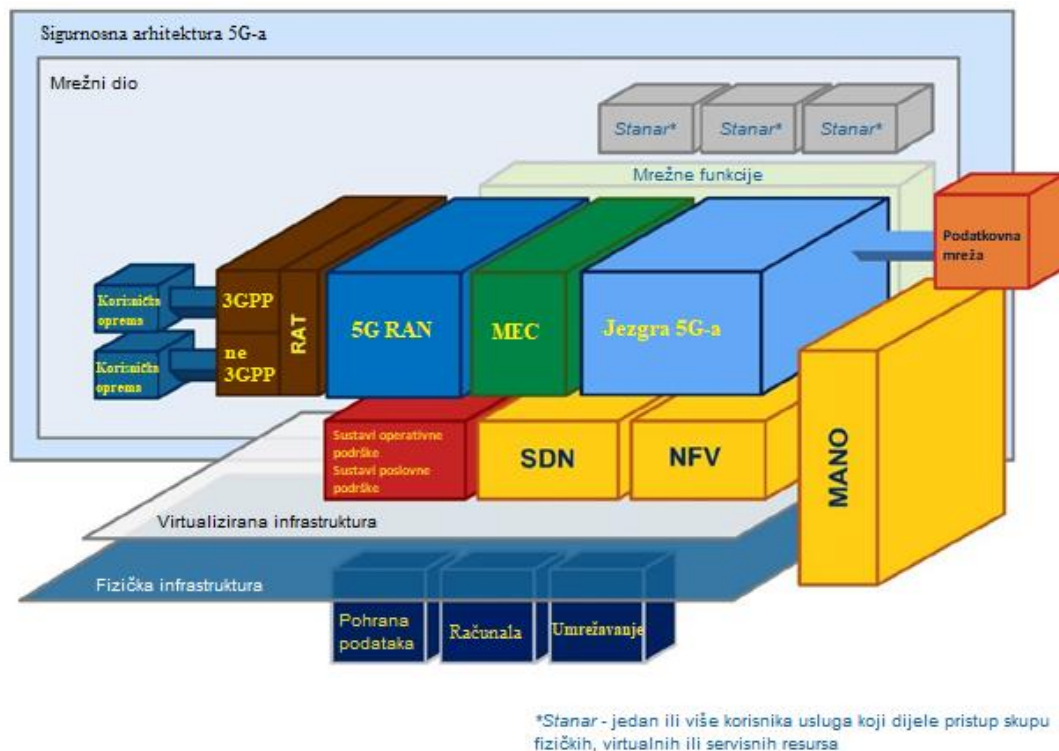 Sigurnosna arhitektura 5G-a
Mrežni dio
Stanar*
Stanar*
Stanar*
Mrežne funkcije
Podatkovna
mreža
Korisnička
oprema
Korisnička
oprema
3GPP
ne
3GPP
RAT
5G RAN
MEC
Jezgra 5G-a
Sustavi operativne
podrške
Sustavi poslovne
podrške
SDN
NFV
MANO
Virtualizirana infrastruktura
Fizička infrastruktura
Pohrana
podataka
Računala
Umrežavanje
*Stanar - jedan ili više korisnika usluga koji dijele pristup skupu
fizičkih, virtualnih ili servisnih resursa